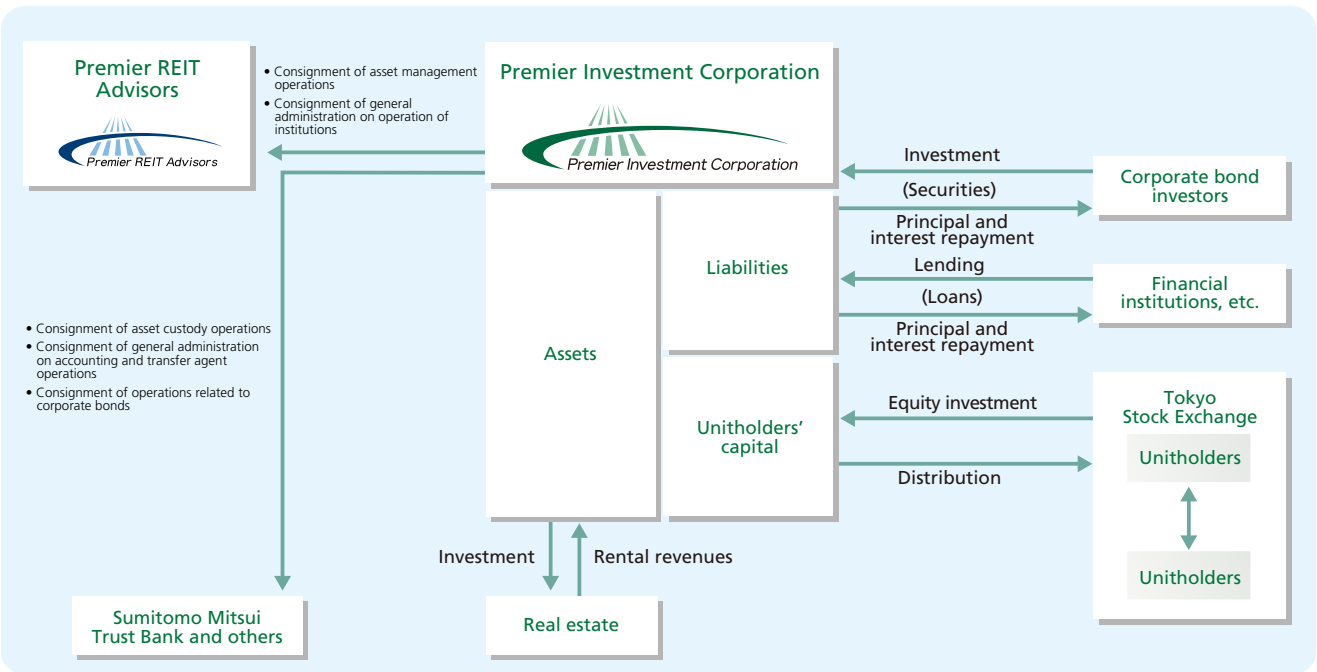 Premier REIT
Advisors
Premier REIT Advisors
• Consignment of asset management
operations
• Consignment of general
administration on operation of
institutions
Premier Investment Corporation
Premier Investment Corporation
Investment
(Securities)
Principal and
interest repayment
Corporate bond
investors
Liabilities
Lending
(Loans)
Principal and
interest repayment
Financial
institutions, etc.
• Consignment of asset custody operations
• Consignment of general administration
on accounting and transfer agent
operations
• Consignment of operations related to
corporate bonds
Assets
Unitholders’
capital
Equity investment
Distribution
Tokyo
Stock Exchange
Unitholders
Unitholders
Investment
Rental revenues
Sumitomo Mitsui
Trust Bank and others
Real estate